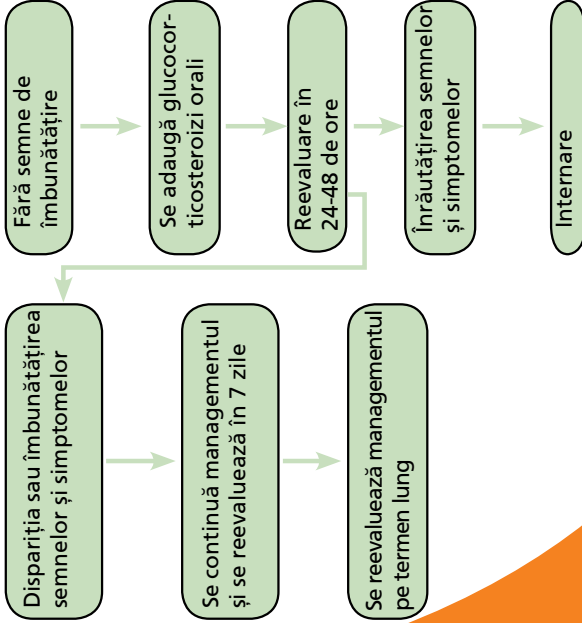 Fără semne de
îmbunătățire
Se adaugă glucocor-
ticosteroizi orali
Reevaluare în
24-48 de ore
Înrăutățirea semnelor
și simptomelor
Internare
Dispariția sau îmbunătățirea
semnelor și simptomelor
Se continuă managementul
și se reevaluează în 7 zile
Se reevaluează managementul
pe termen lung